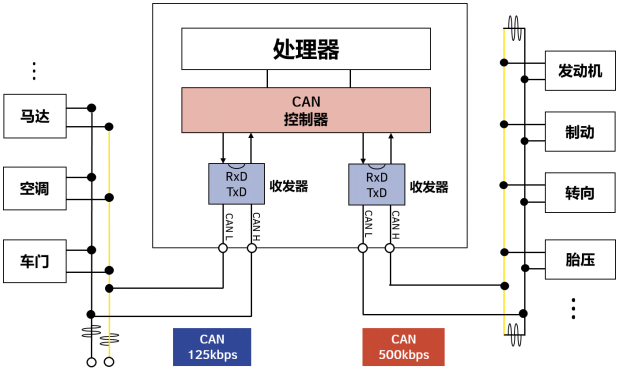 处理器
CAN
控制器
RxD
TxD
收发器
RxD
TxD
收发器
CAN L
CAN H
CAN L
CAN H
马达
空调
车门
发动机
制动
转向
胎压
CAN
125kbps
CAN
500kbps